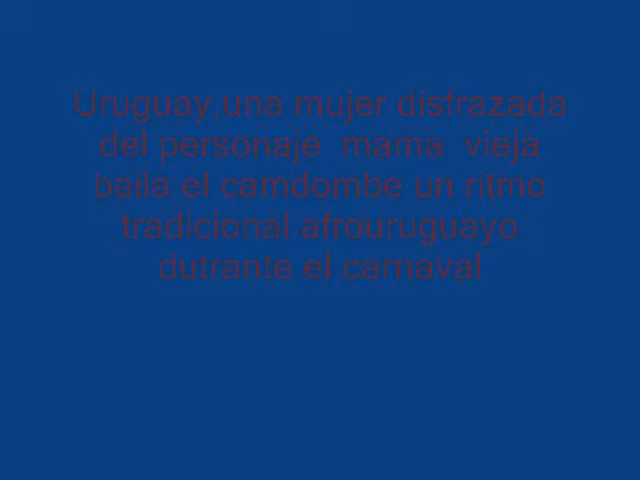 Uruguay,una mujer disfrazada
del personaje mama vieja
baila el camdombe un ritmo
tradicional afrouruguayo
dutrante el carnaval